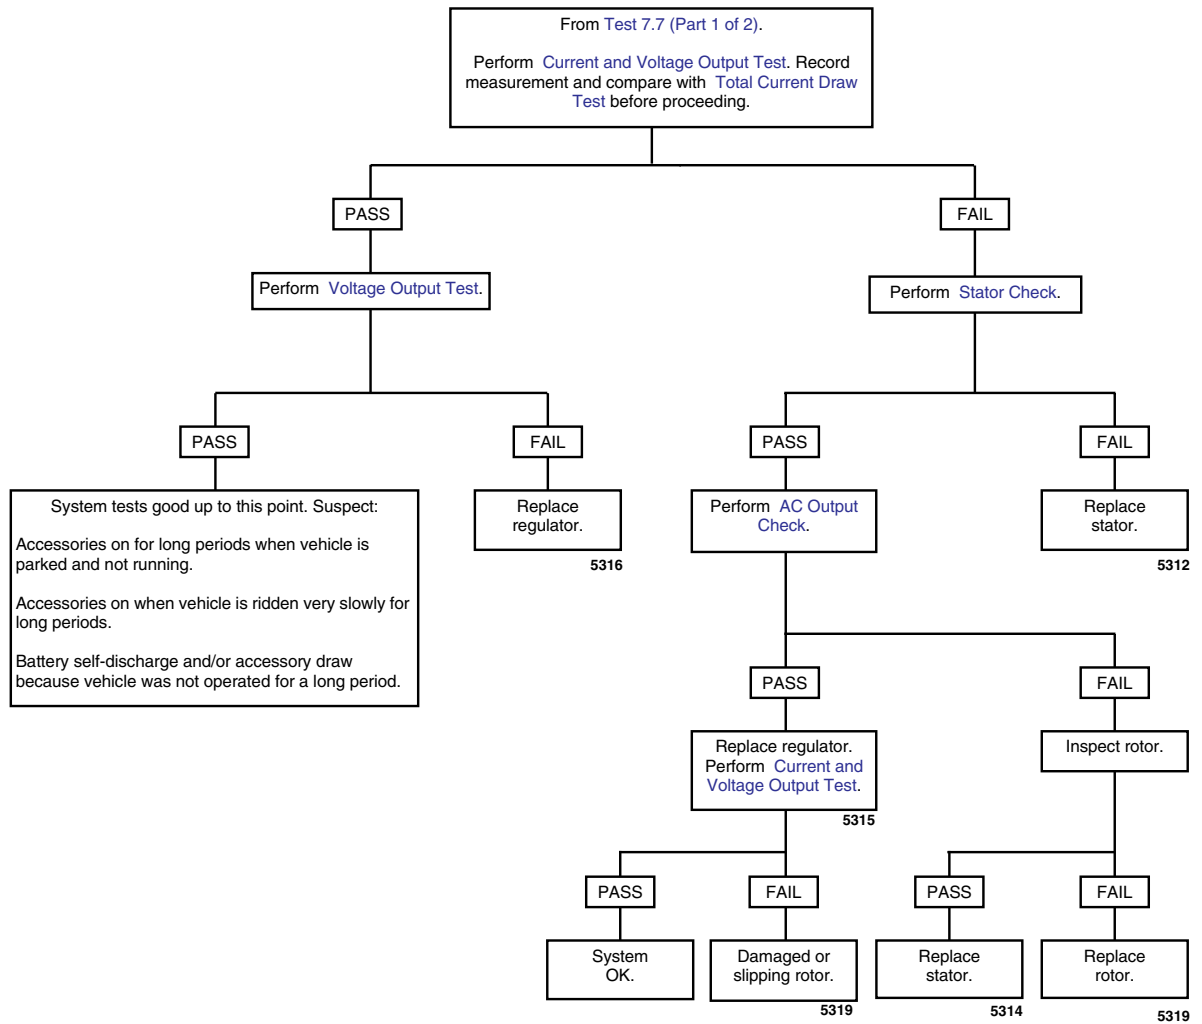 From Test 7.7 (Part 1 of 2).
Perform Current and Voltage Output Test. Record
measurement and compare with Total Current Draw
Test before proceeding.
PASS
FAIL
Perform Voltage Output Test.
Perform Stator Check.
PASS
FAIL
PASS
FAIL
System tests good up to this point. Suspect:
Accessories on for long periods when vehicle is
parked and not running.
Accessories on when vehicle is ridden very slowly for
long periods.
Battery self-discharge and/or accessory draw
because vehicle was not operated for a long period.
Replace
regulator.
5316
Perform AC Output
Check.
Replace
stator.
5312
PASS
FAIL
Replace regulator.
Perform Current and
Voltage Output Test.
5315
Inspect rotor.
PASS
FAIL
PASS
FAIL
System
OK.
Damaged or
slipping rotor.
5319
Replace
stator.
5314
Replace
rotor.
5319